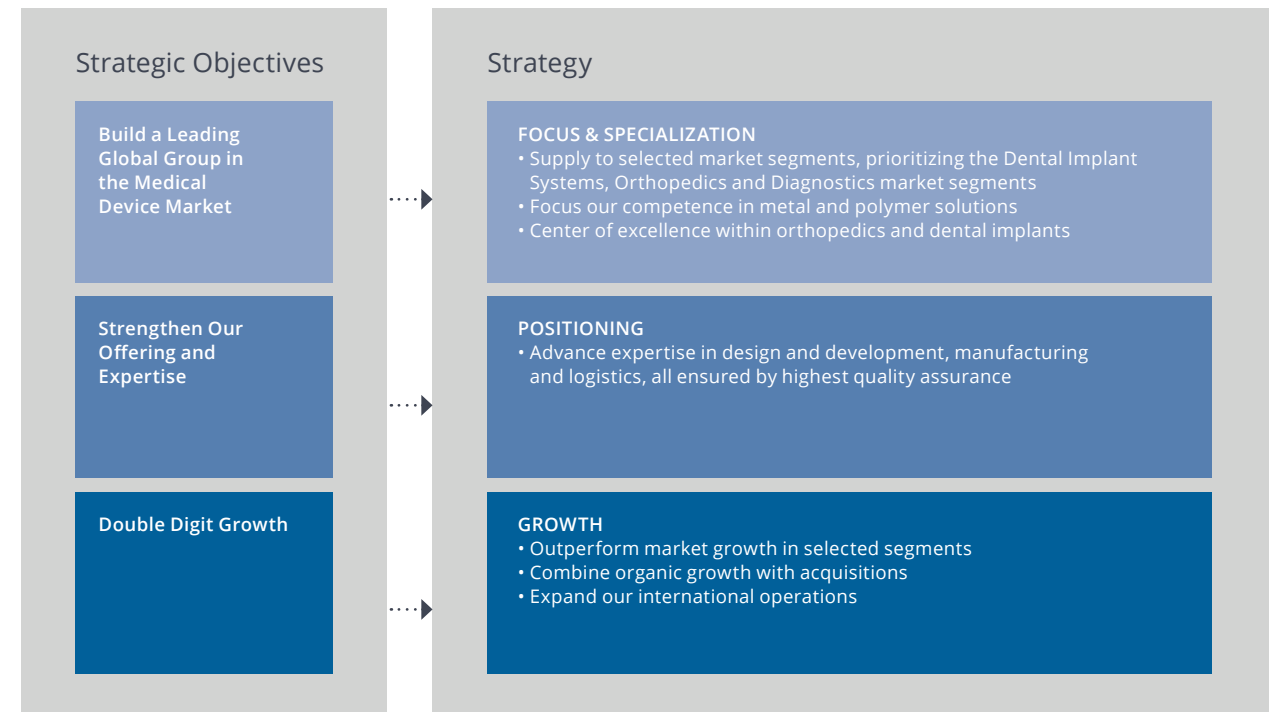 Strategic Objectives
Build a Leading
Global Group in
the Medical
Device Market
Strengthen Our
Offering and
Expertise
Double Digit Growth
Strategy
FOCUS & SPECIALIZATION
• Supply to selected market segments, prioritizing the Dental Implant
Systems, Orthopedics and Diagnostics market segments
• Focus our competence in metal and polymer solutions
• Center of excellence within orthopedics and dental implants
POSITIONING
• Advance expertise in design and development, manufacturing
and logistics, all ensured by highest quality assurance
GROWTH
• Outperform market growth in selected segments
• Combine organic growth with acquisitions
• Expand our international operations